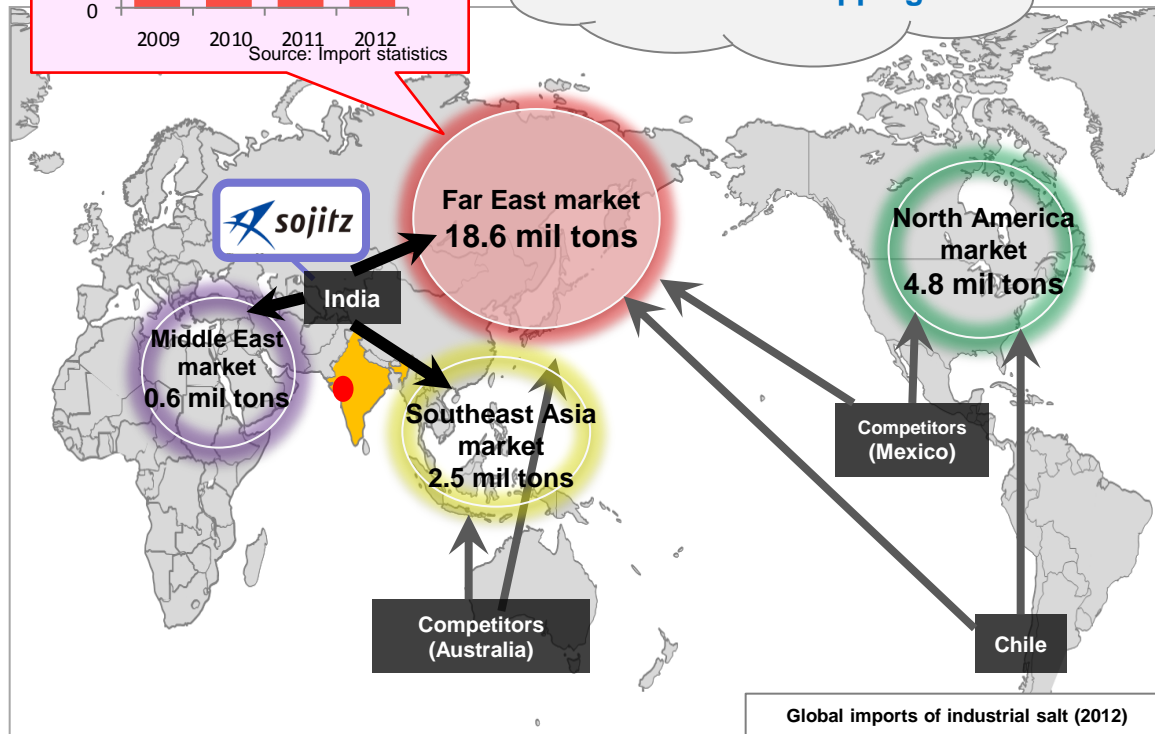 pping
0
2009 2010 2011 2012
Source: Import statistics
sojitz
Far East market
18.6 mil tons
North America
market
4.8 mil tons
India
Middle East
market
0.6 mil tons
Southeast Asia
market
2.5 mil tons
Competitors
(Mexico)
Competitors
(Australia)
Chile
Global imports of industrial salt (2012)